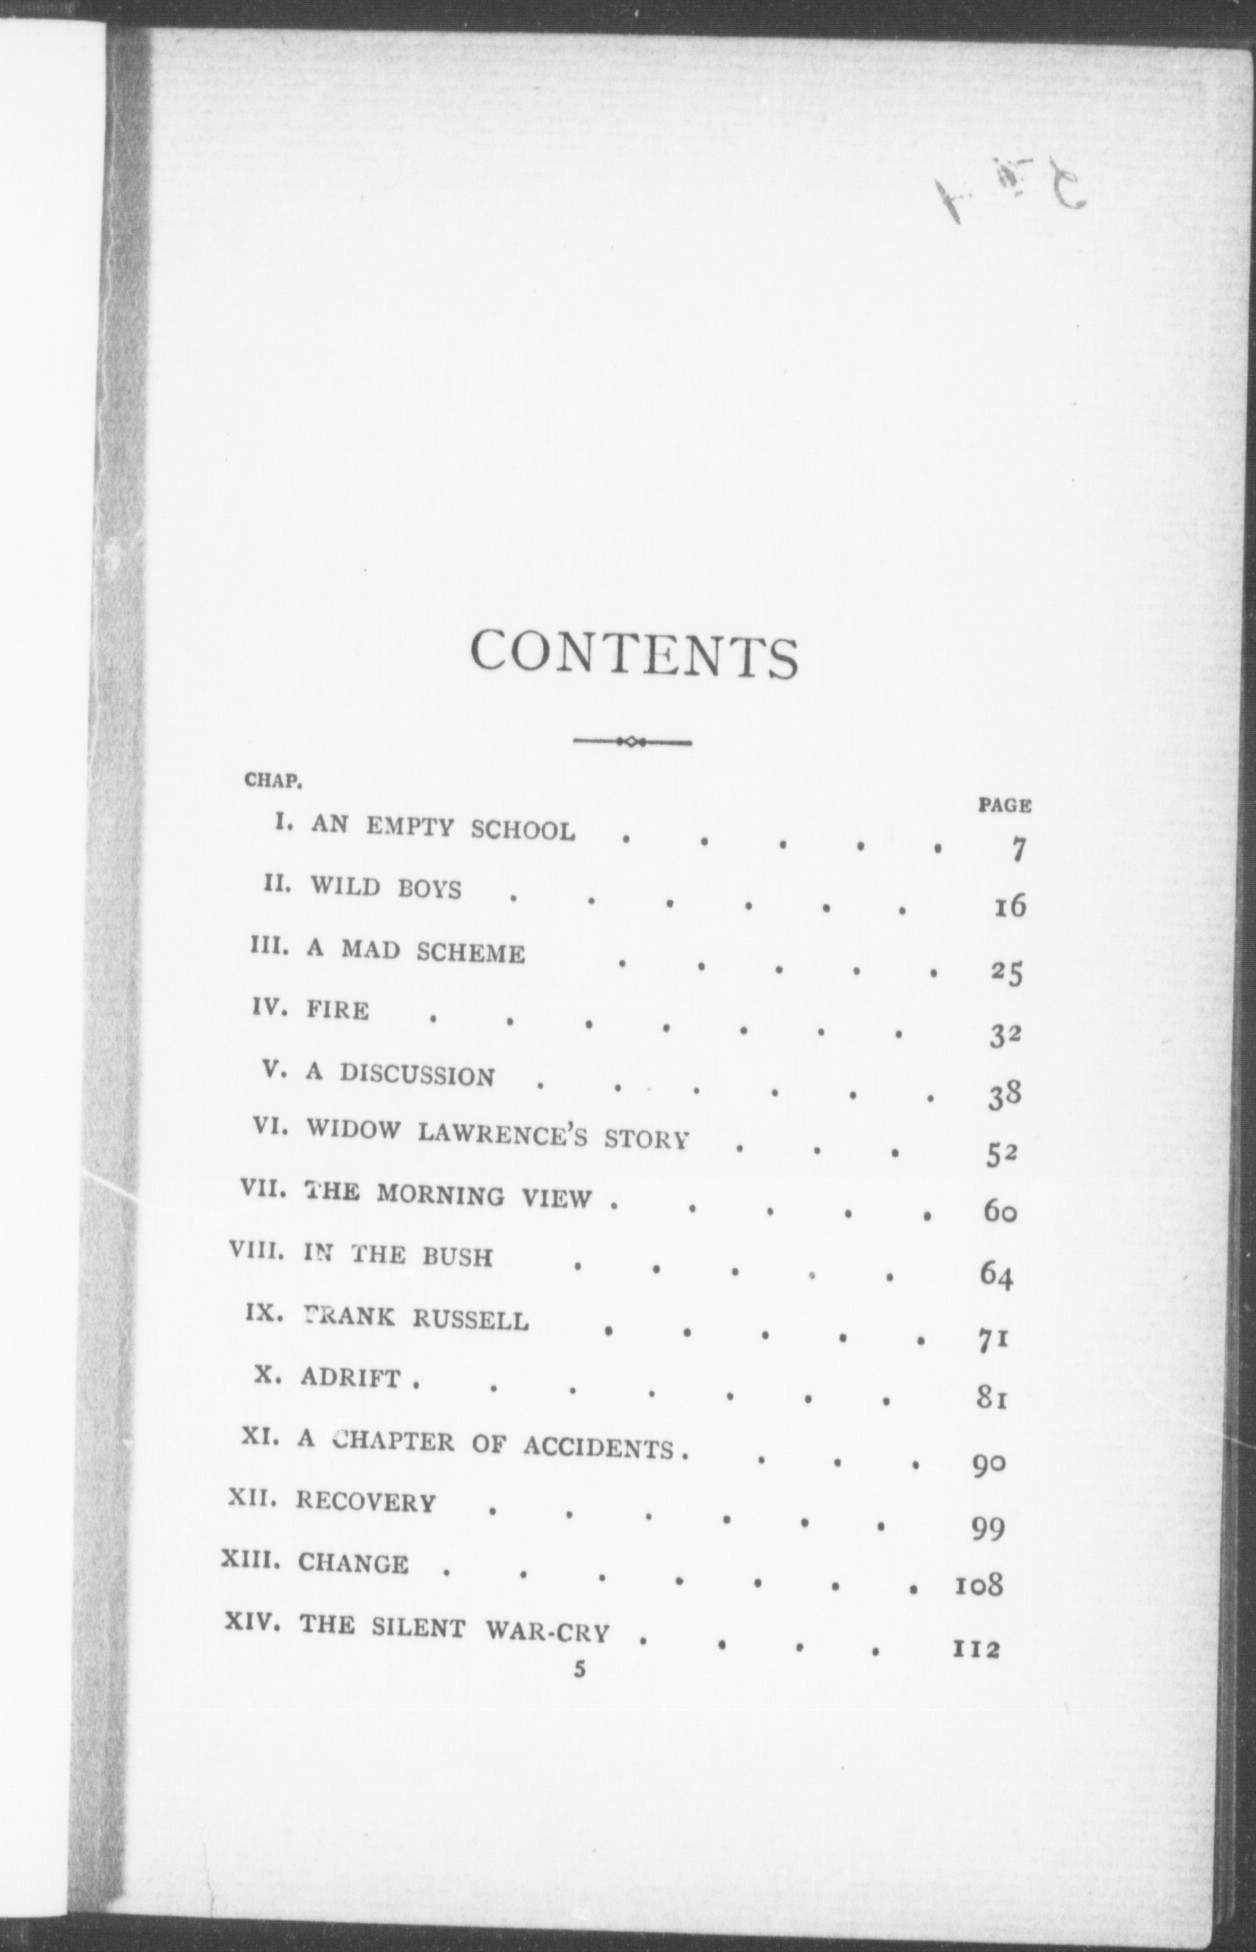 CONTENTS
CHAP. PAGE
I. AN EMPTY SCHOOL . . . . . 7
II. WILD BOYS . . . . . . 16
III. A MAD SCHEME . . . . . 25
IV. FIRE . . . . . . . 32
V. A DISCUSSION . . . . . . 38
VI. WIDOW LAWRENCE'S STORY . . . 52
VII. THE MORNING VIEW . . . . . 60
VIII. IN THE BUSH . . . . . 64
IX. FRANK RUSSELL . . . . . 71
X. ADRIFT . . . . . . . 81
XI. A CHAPTER OF ACCIDENTS . . . . 90
XII. RECOVERY . . . . . . 99
XIII. CHANGE . . . . . . . 108
XIV. THE SILENT WAR-CRY . . . . 112
5